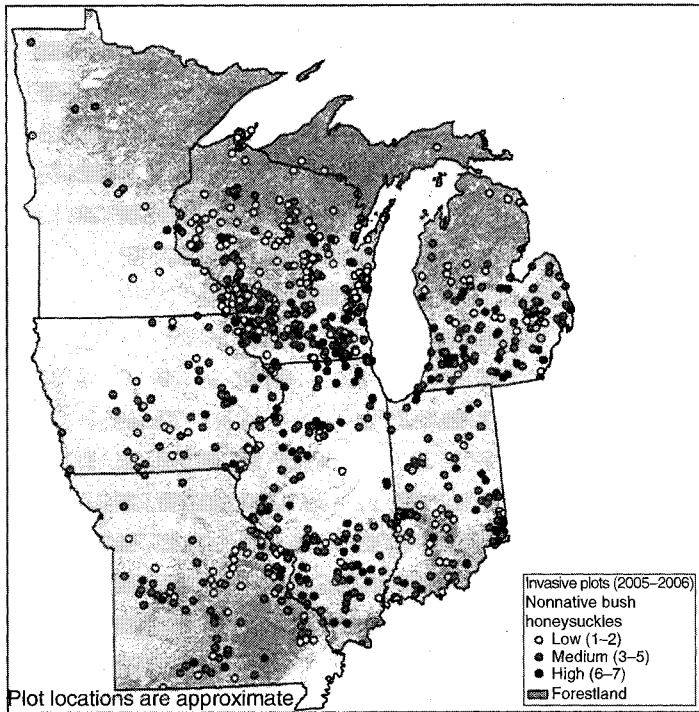 Invasive plots (2005–2006)
Nonnative bush
honeysuckles
Low (1–2)
Medium (3–5)
High (6–7)
Forestland
Plot locations are approximate